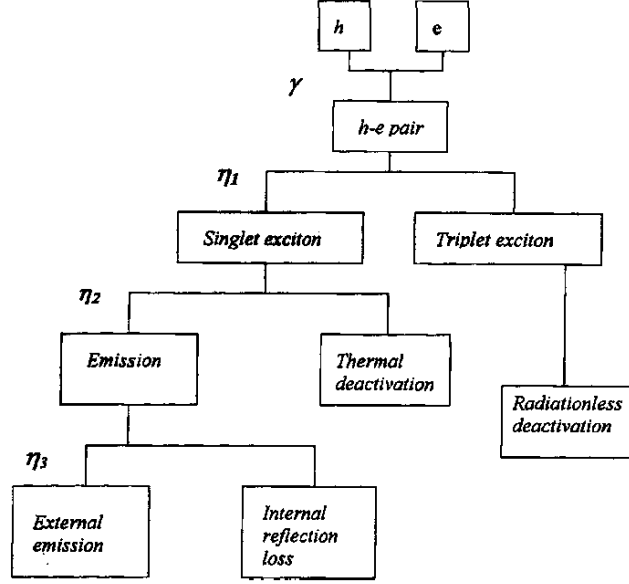 h
e
γ
h-e pair
η1
Singlet exciton
Triplet exciton
η2
Emission
Thermal
deactivation
Radiationless
deactivation
η3
External
emission
Internal
reflection
loss